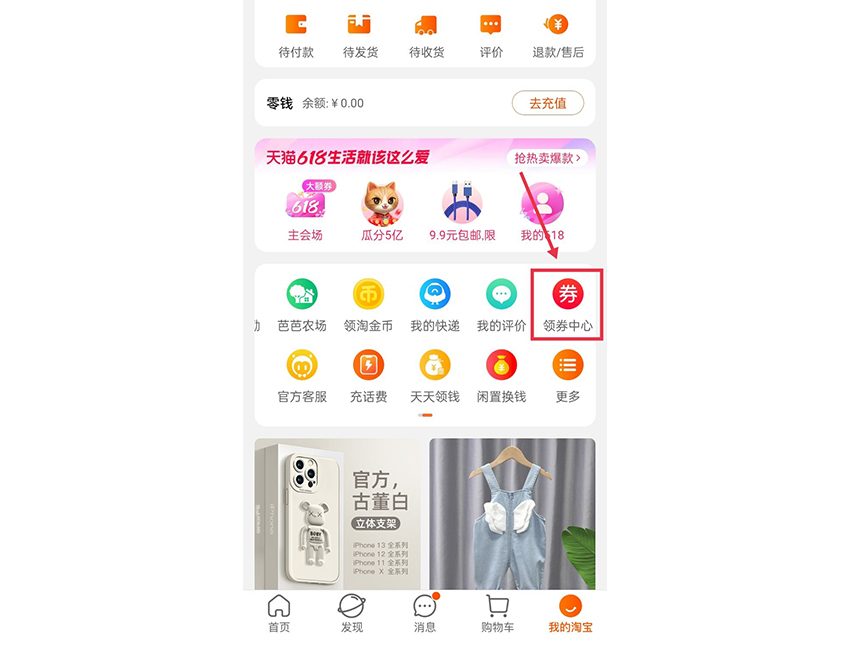 待付款 待发货 待收货 评价 退款/售后
零钱 余额: ¥ 0.00 去充值
天猫618生活就该这么爱 抢热卖爆款>
大额券
618
主会场 瓜分5亿 9.9元包邮,限 我的618
券
芭芭农场 领淘金币 我的快递 我的评价 领券中心
官方客服 充话费 天天领钱 闲置换钱 更多
官方,
古董白
立体支架
iPhone 13 全系列
iPhone 12 全系列
iPhone 11 全系列
iPhone X 全系列
首页 发现 消息 购物车 我的淘宝